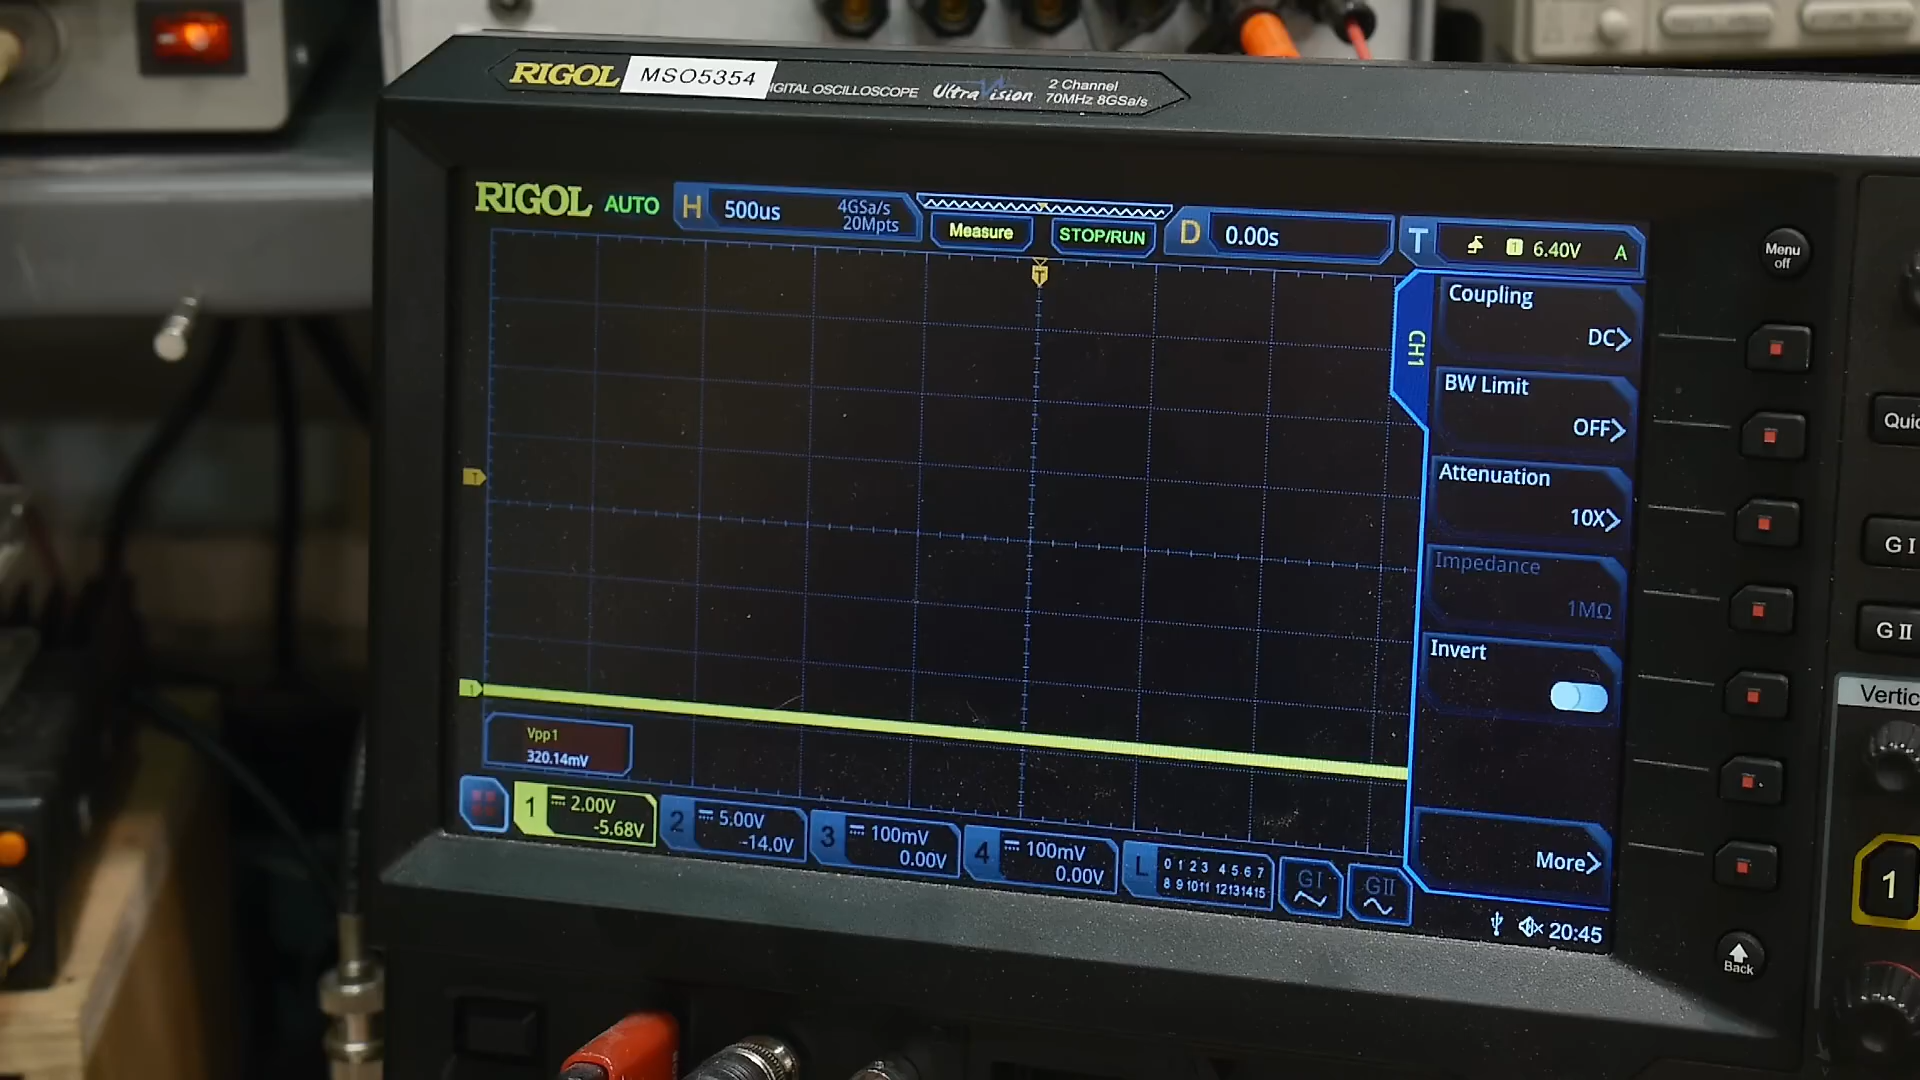 RIGOL MSO5354 IGITAL OSCILLOSCOPE UltraVision 2 Channel
70MHz 8GSa/s
RIGOL AUTO H 500us 4GSa/s
20Mpts
Measure STOP/RUN D 0.00s T 1 6.40V A
Menu
off
T
CH1
Coupling
DC
BW Limit
OFF
Attenuation
10X
Impedance
1MΩ
Invert
More
T
1
Vpp1
320.14mV
1 2.00V
-5.68V
2 5.00V
-14.0V
3 100mV
0.00V
4 100mV
0.00V
L 0 1 2 3 4 5 6 7
8 9 10 11 12 13 14 15
GI
GII
20:45
Back
Quic
G I
G II
Vertic
1